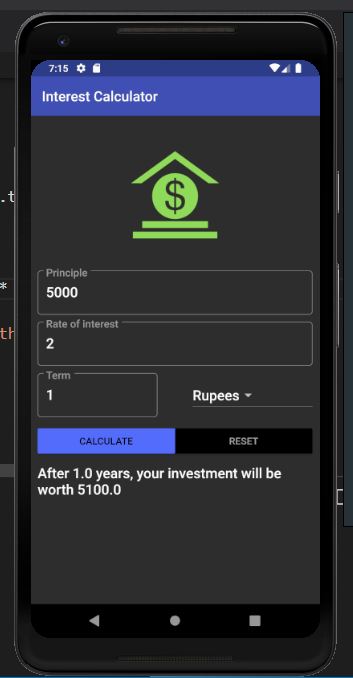 7:15
Interest Calculator
$
Principle
5000
Rate of interest
2
Term
1
Rupees
CALCULATE
RESET
After 1.0 years, your investment will be
worth 5100.0